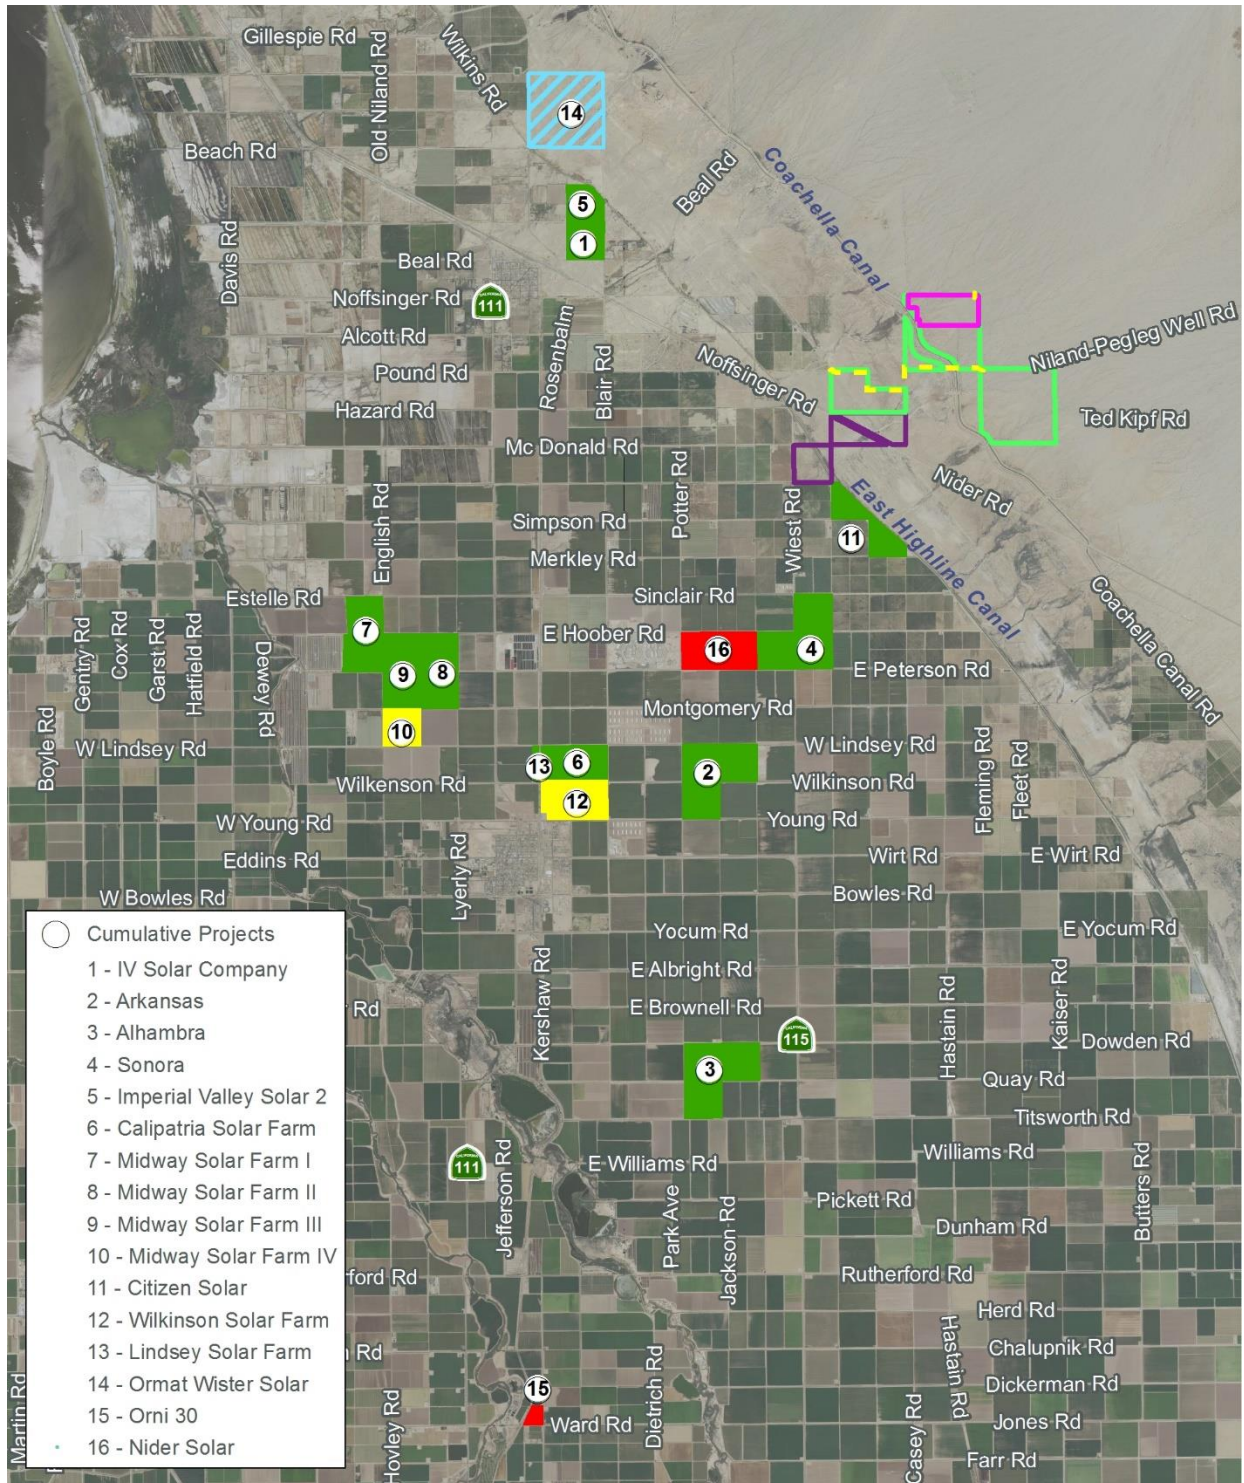 Gillespie Rd
Old Niland Rd
Wilkins Rd
14
Beach Rd
Coachella Canal
Beal Rd
5
Davis Rd
1
Beal Rd
Noffsinger Rd
CALIFORNIA
111
Alcott Rd
Rosenbalm
Blair Rd
Niland-Pegleg Well Rd
Pound Rd
Noffsinger Rd
Hazard Rd
Ted Kipf Rd
Mc Donald Rd
Nider Rd
English Rd
Potter Rd
Wiest Rd
East Highline Canal
Simpson Rd
11
Merkley Rd
Estelle Rd
Sinclair Rd
Coachella Canal Rd
7
E Hoober Rd
16
4
Gentry Rd
Cox Rd
Garst Rd
Hatfield Rd
Dewey Rd
9
8
E Peterson Rd
Montgomery Rd
10
Boyle Rd
W Lindsey Rd
W Lindsey Rd
Fleming Rd
Fleet Rd
13
6
2
Wilkenson Rd
Wilkinson Rd
12
W Young Rd
Young Rd
Eddins Rd
Lyerly Rd
Wirt Rd
E Wirt Rd
W Bowles Rd
Bowles Rd
Yocum Rd
E Yocum Rd
E Albright Rd
Kershaw Rd
E Brownell Rd
Hastain Rd
Kaiser Rd
CALIFORNIA
115
Dowden Rd
3
Quay Rd
Titsworth Rd
CALIFORNIA
111
Jefferson Rd
E Williams Rd
Williams Rd
Butters Rd
Park Ave
Jackson Rd
Pickett Rd
Dunham Rd
Rutherford Rd
Herd Rd
Hastain Rd
Chalupnik Rd
15
Dickerman Rd
Ward Rd
Dietrich Rd
Jones Rd
Hovley Rd
Casey Rd
Farr Rd
Martin Rd
Rd
rford Rd
Rd
Cumulative Projects
1 - IV Solar Company
2 - Arkansas
3 - Alhambra
4 - Sonora
5 - Imperial Valley Solar 2
6 - Calipatria Solar Farm
7 - Midway Solar Farm I
8 - Midway Solar Farm II
9 - Midway Solar Farm III
10 - Midway Solar Farm IV
11 - Citizen Solar
12 - Wilkinson Solar Farm
13 - Lindsey Solar Farm
14 - Ormat Wister Solar
15 - Orni 30
16 - Nider Solar